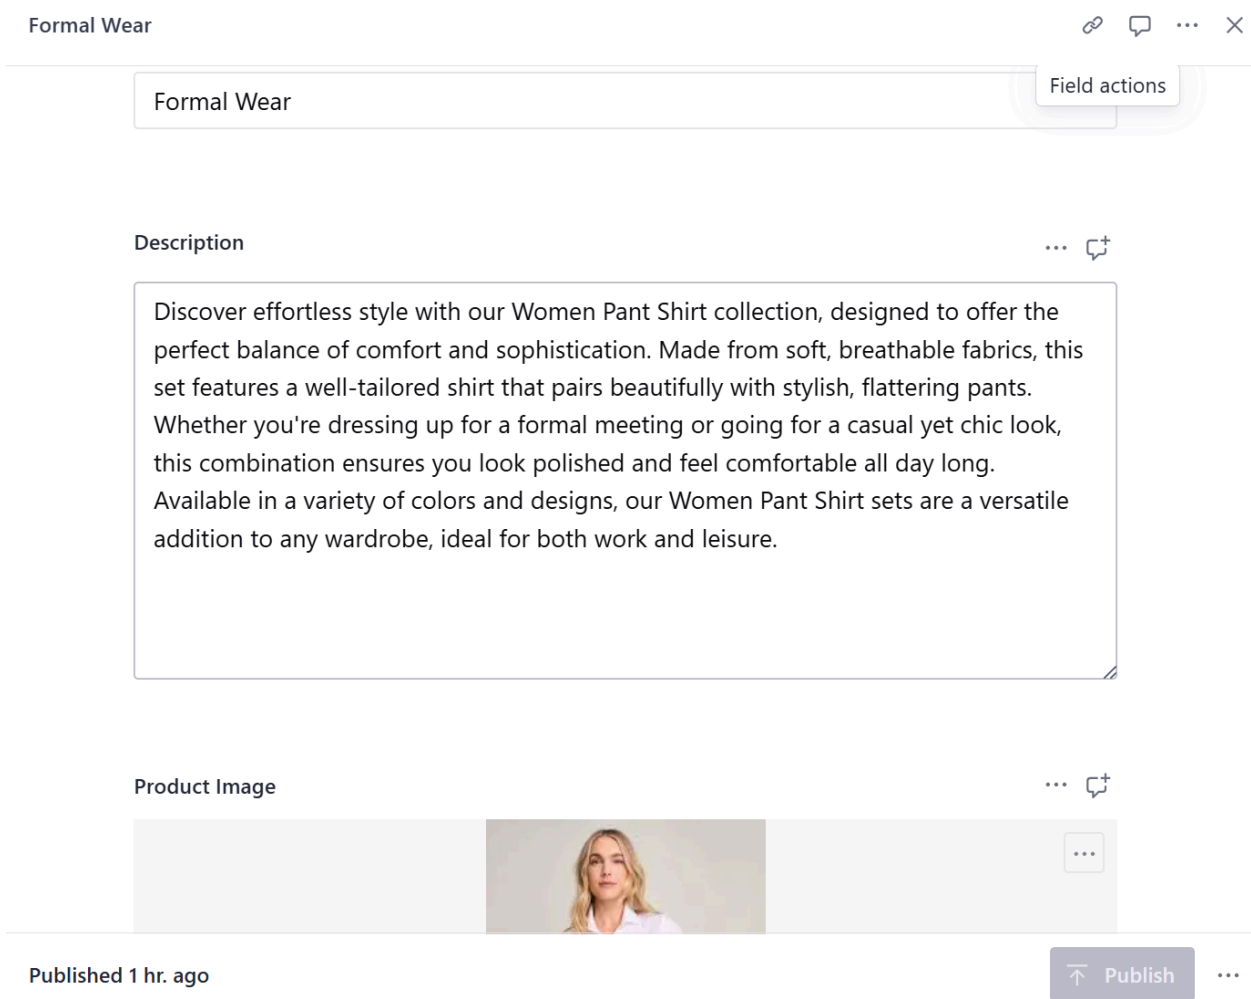 Formal Wear
Field actions
Formal Wear
Description
Discover effortless style with our Women Pant Shirt collection, designed to offer the
perfect balance of comfort and sophistication. Made from soft, breathable fabrics, this
set features a well-tailored shirt that pairs beautifully with stylish, flattering pants.
Whether you're dressing up for a formal meeting or going for a casual yet chic look,
this combination ensures you look polished and feel comfortable all day long.
Available in a variety of colors and designs, our Women Pant Shirt sets are a versatile
addition to any wardrobe, ideal for both work and leisure.
Product Image
Published 1 hr. ago
Publish